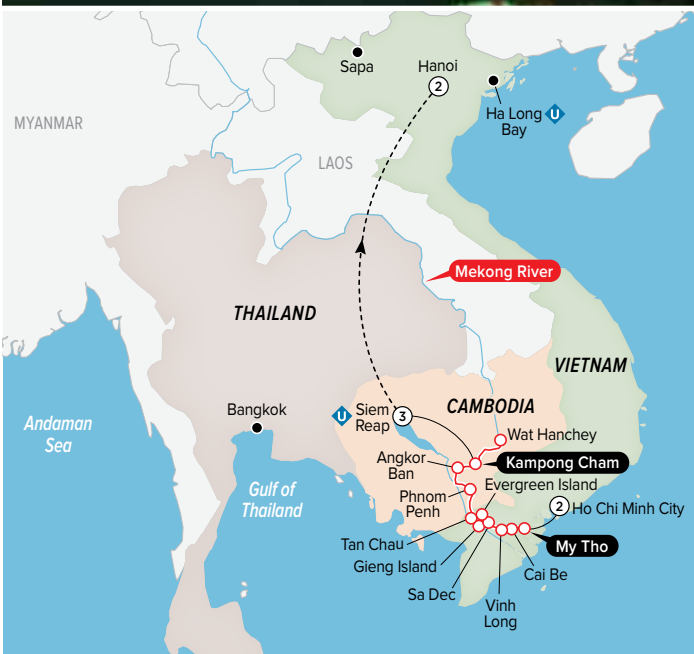 Sapa
Hanoi
2
Ha Long
Bay
U
MYANMAR
LAOS
Mekong River
THAILAND
VIETNAM
Bangkok
U
Siem
Reap
3
CAMBODIA
Andaman
Sea
Wat Hanchey
Angkor
Ban
Kampong Cham
Gulf of
Thailand
Phnom
Penh
Evergreen Island
2
Ho Chi Minh City
Tan Chau
My Tho
Gieng Island
Cai Be
Sa Dec
Vinh
Long